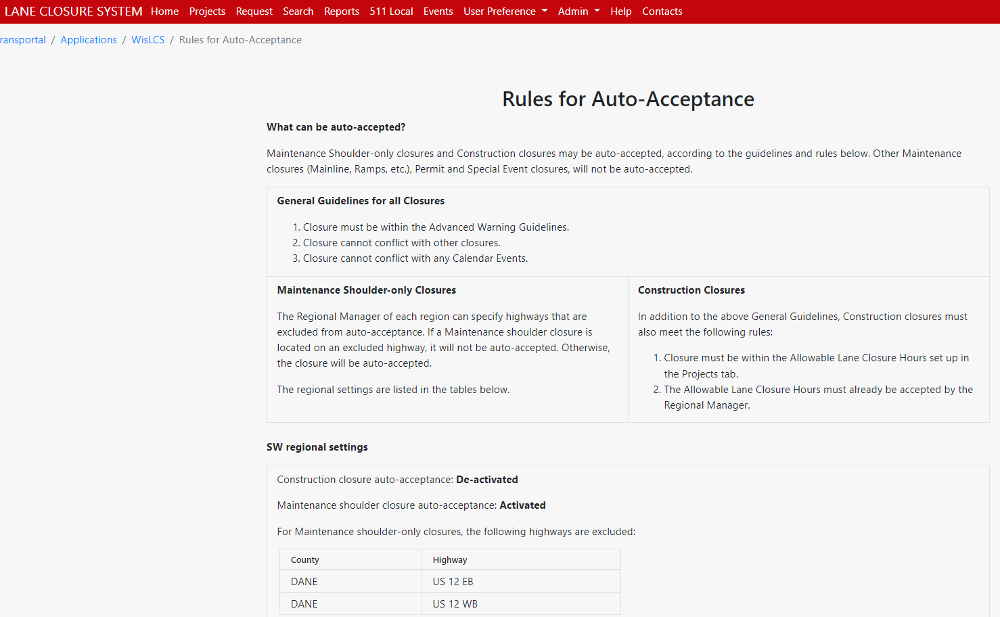 LANE CLOSURE SYSTEM Home Projects Request Search Reports 511 Local Events User Preference Admin Help Contacts
ransportal / Applications / WisLCS / Rules for Auto-Acceptance
Rules for Auto-Acceptance
What can be auto-accepted?
Maintenance Shoulder-only closures and Construction closures may be auto-accepted, according to the guidelines and rules below. Other Maintenance
closures (Mainline, Ramps, etc.), Permit and Special Event closures, will not be auto-accepted.
General Guidelines for all Closures
1. Closure must be within the Advanced Warning Guidelines.
2. Closure cannot conflict with other closures.
3. Closure cannot conflict with any Calendar Events.
Maintenance Shoulder-only Closures
The Regional Manager of each region can specify highways that are
excluded from auto-acceptance. If a Maintenance shoulder closure is
located on an excluded highway, it will not be auto-accepted. Otherwise,
the closure will be auto-accepted.
The regional settings are listed in the tables below.
Construction Closures
In addition to the above General Guidelines, Construction closures must
also meet the following rules:
1. Closure must be within the Allowable Lane Closure Hours set up in
the Projects tab.
2. The Allowable Lane Closure Hours must already be accepted by the
Regional Manager.
SW regional settings
Construction closure auto-acceptance: De-activated
Maintenance shoulder closure auto-acceptance: Activated
For Maintenance shoulder-only closures, the following highways are excluded:
County Highway
DANE US 12 EB
DANE US 12 WB